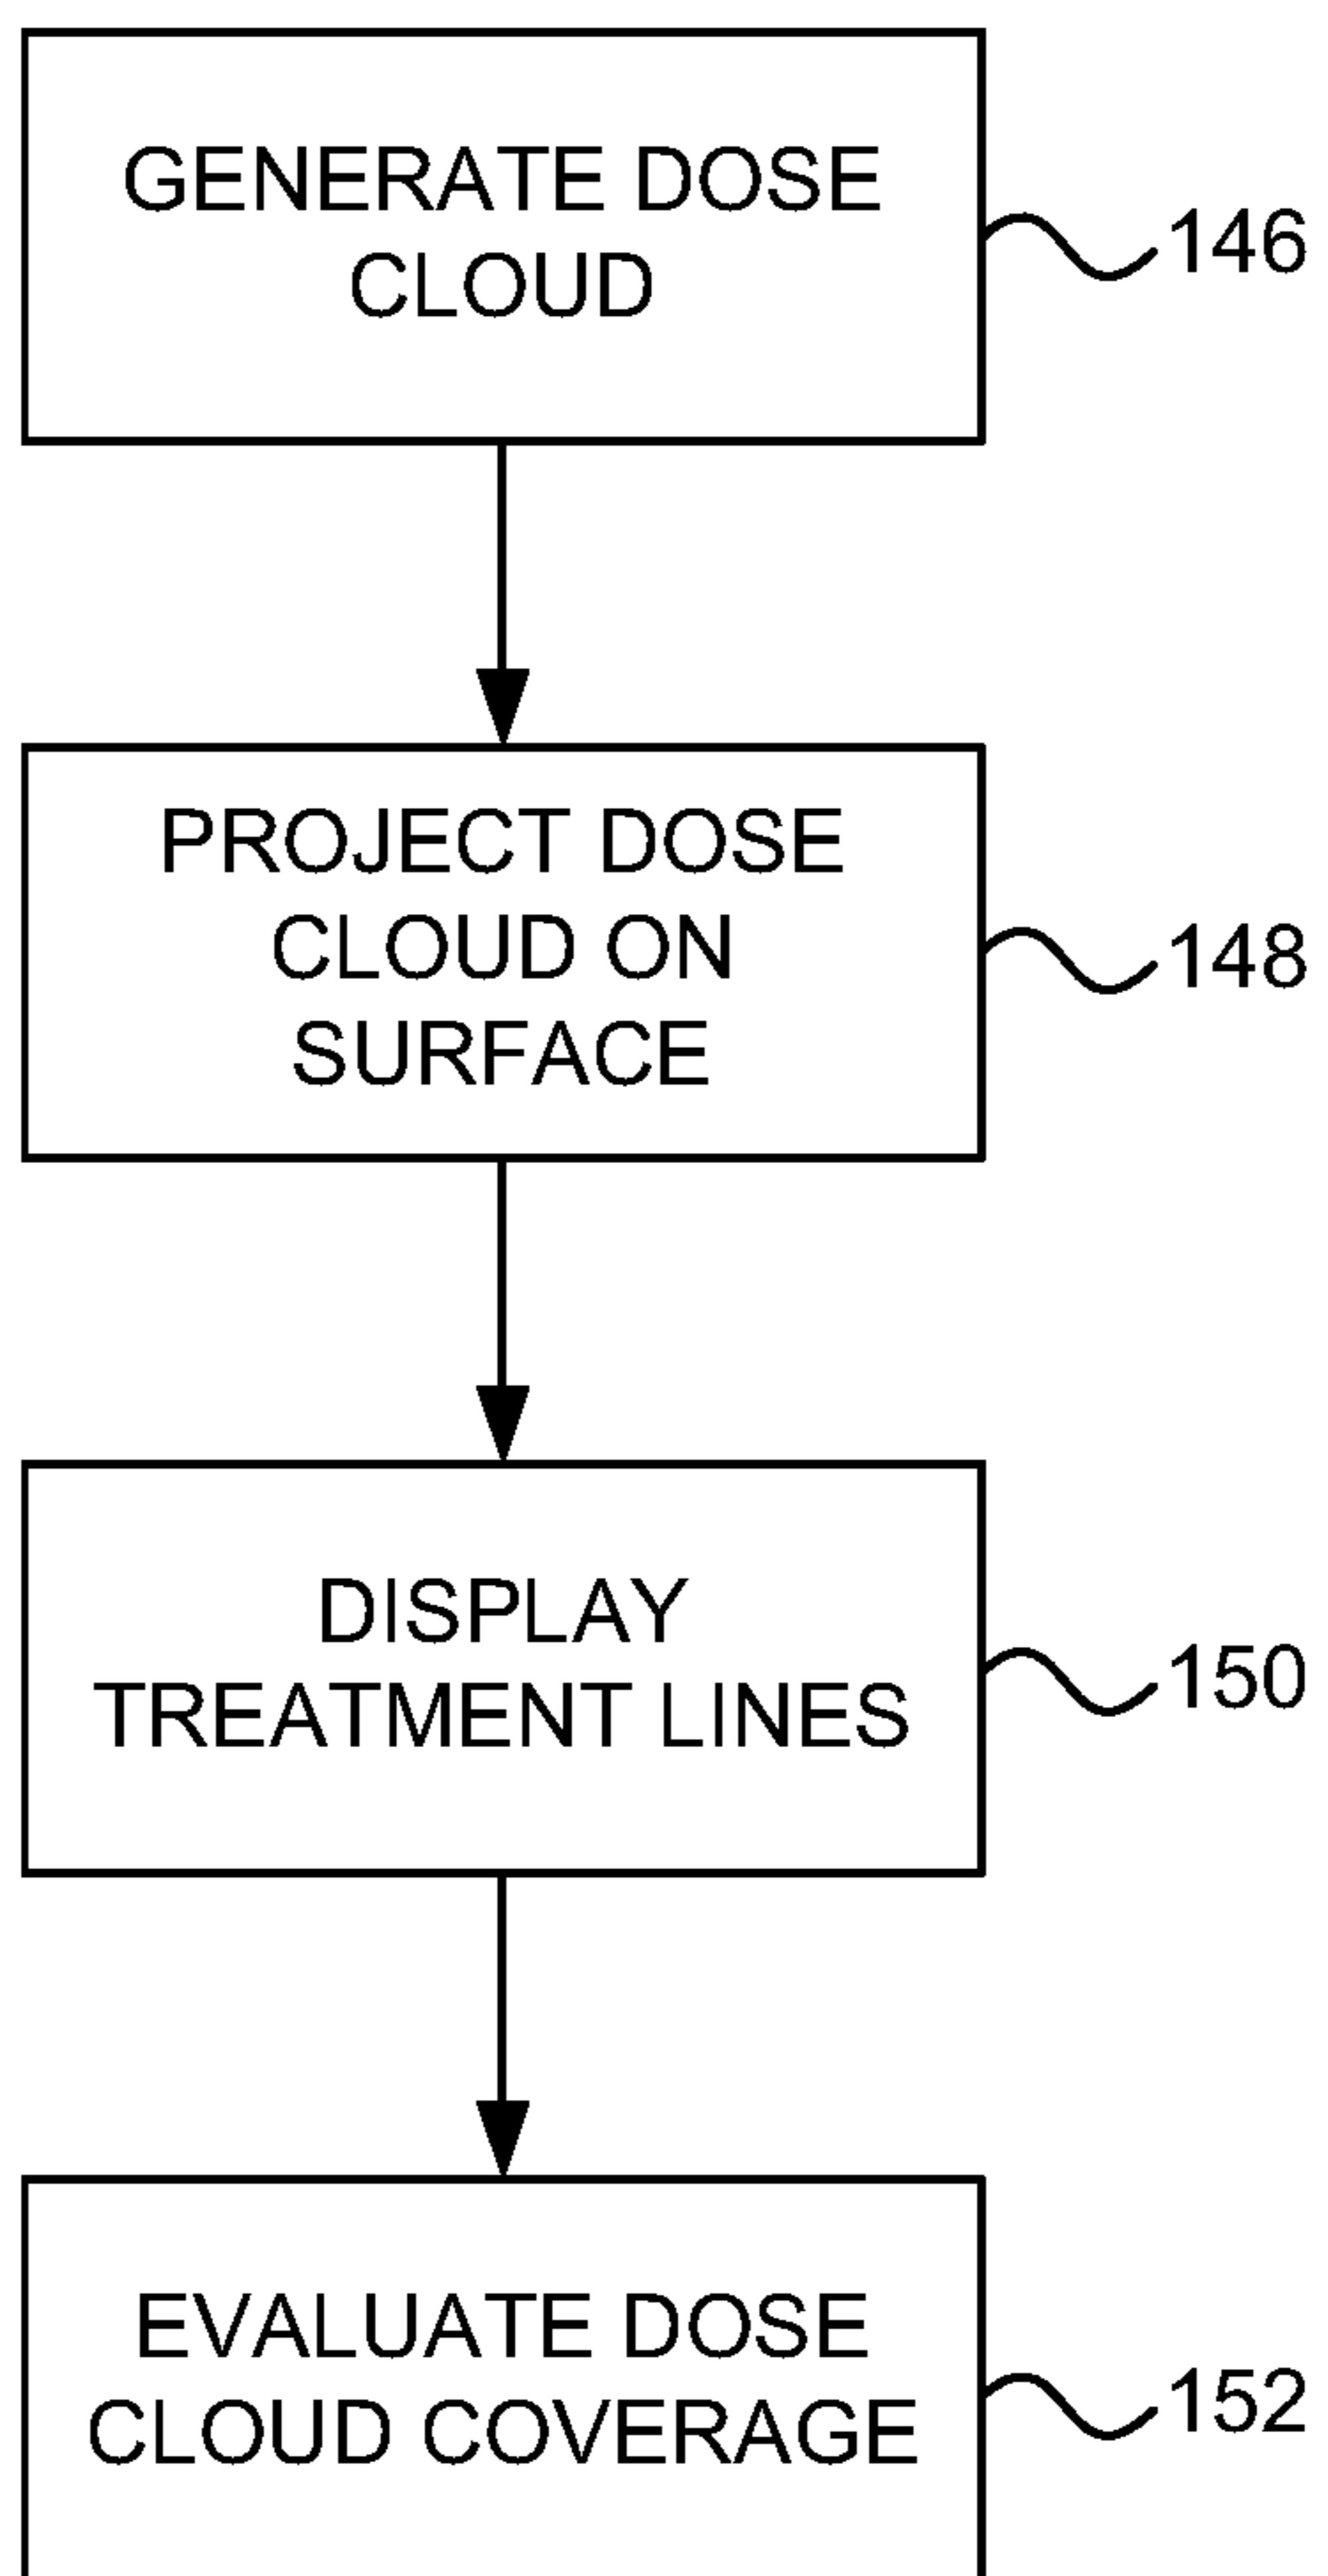 GENERATE DOSE
CLOUD
146
PROJECT DOSE
CLOUD ON
SURFACE
148
DISPLAY
TREATMENT LINES
150
EVALUATE DOSE
CLOUD COVERAGE
152